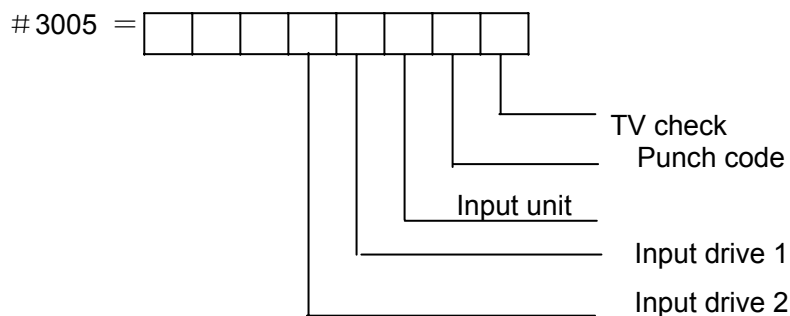 ＃3005 ＝
TV check
Punch code
Input unit
Input drive 1
Input drive 2